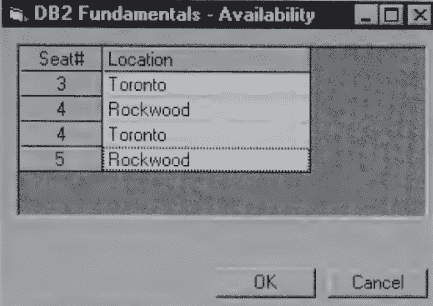 DB2 Fundamentals - Availability
Seat# Location
3 Toronto
4 Rockwood
4 Toronto
5 Rockwood
OK Cancel